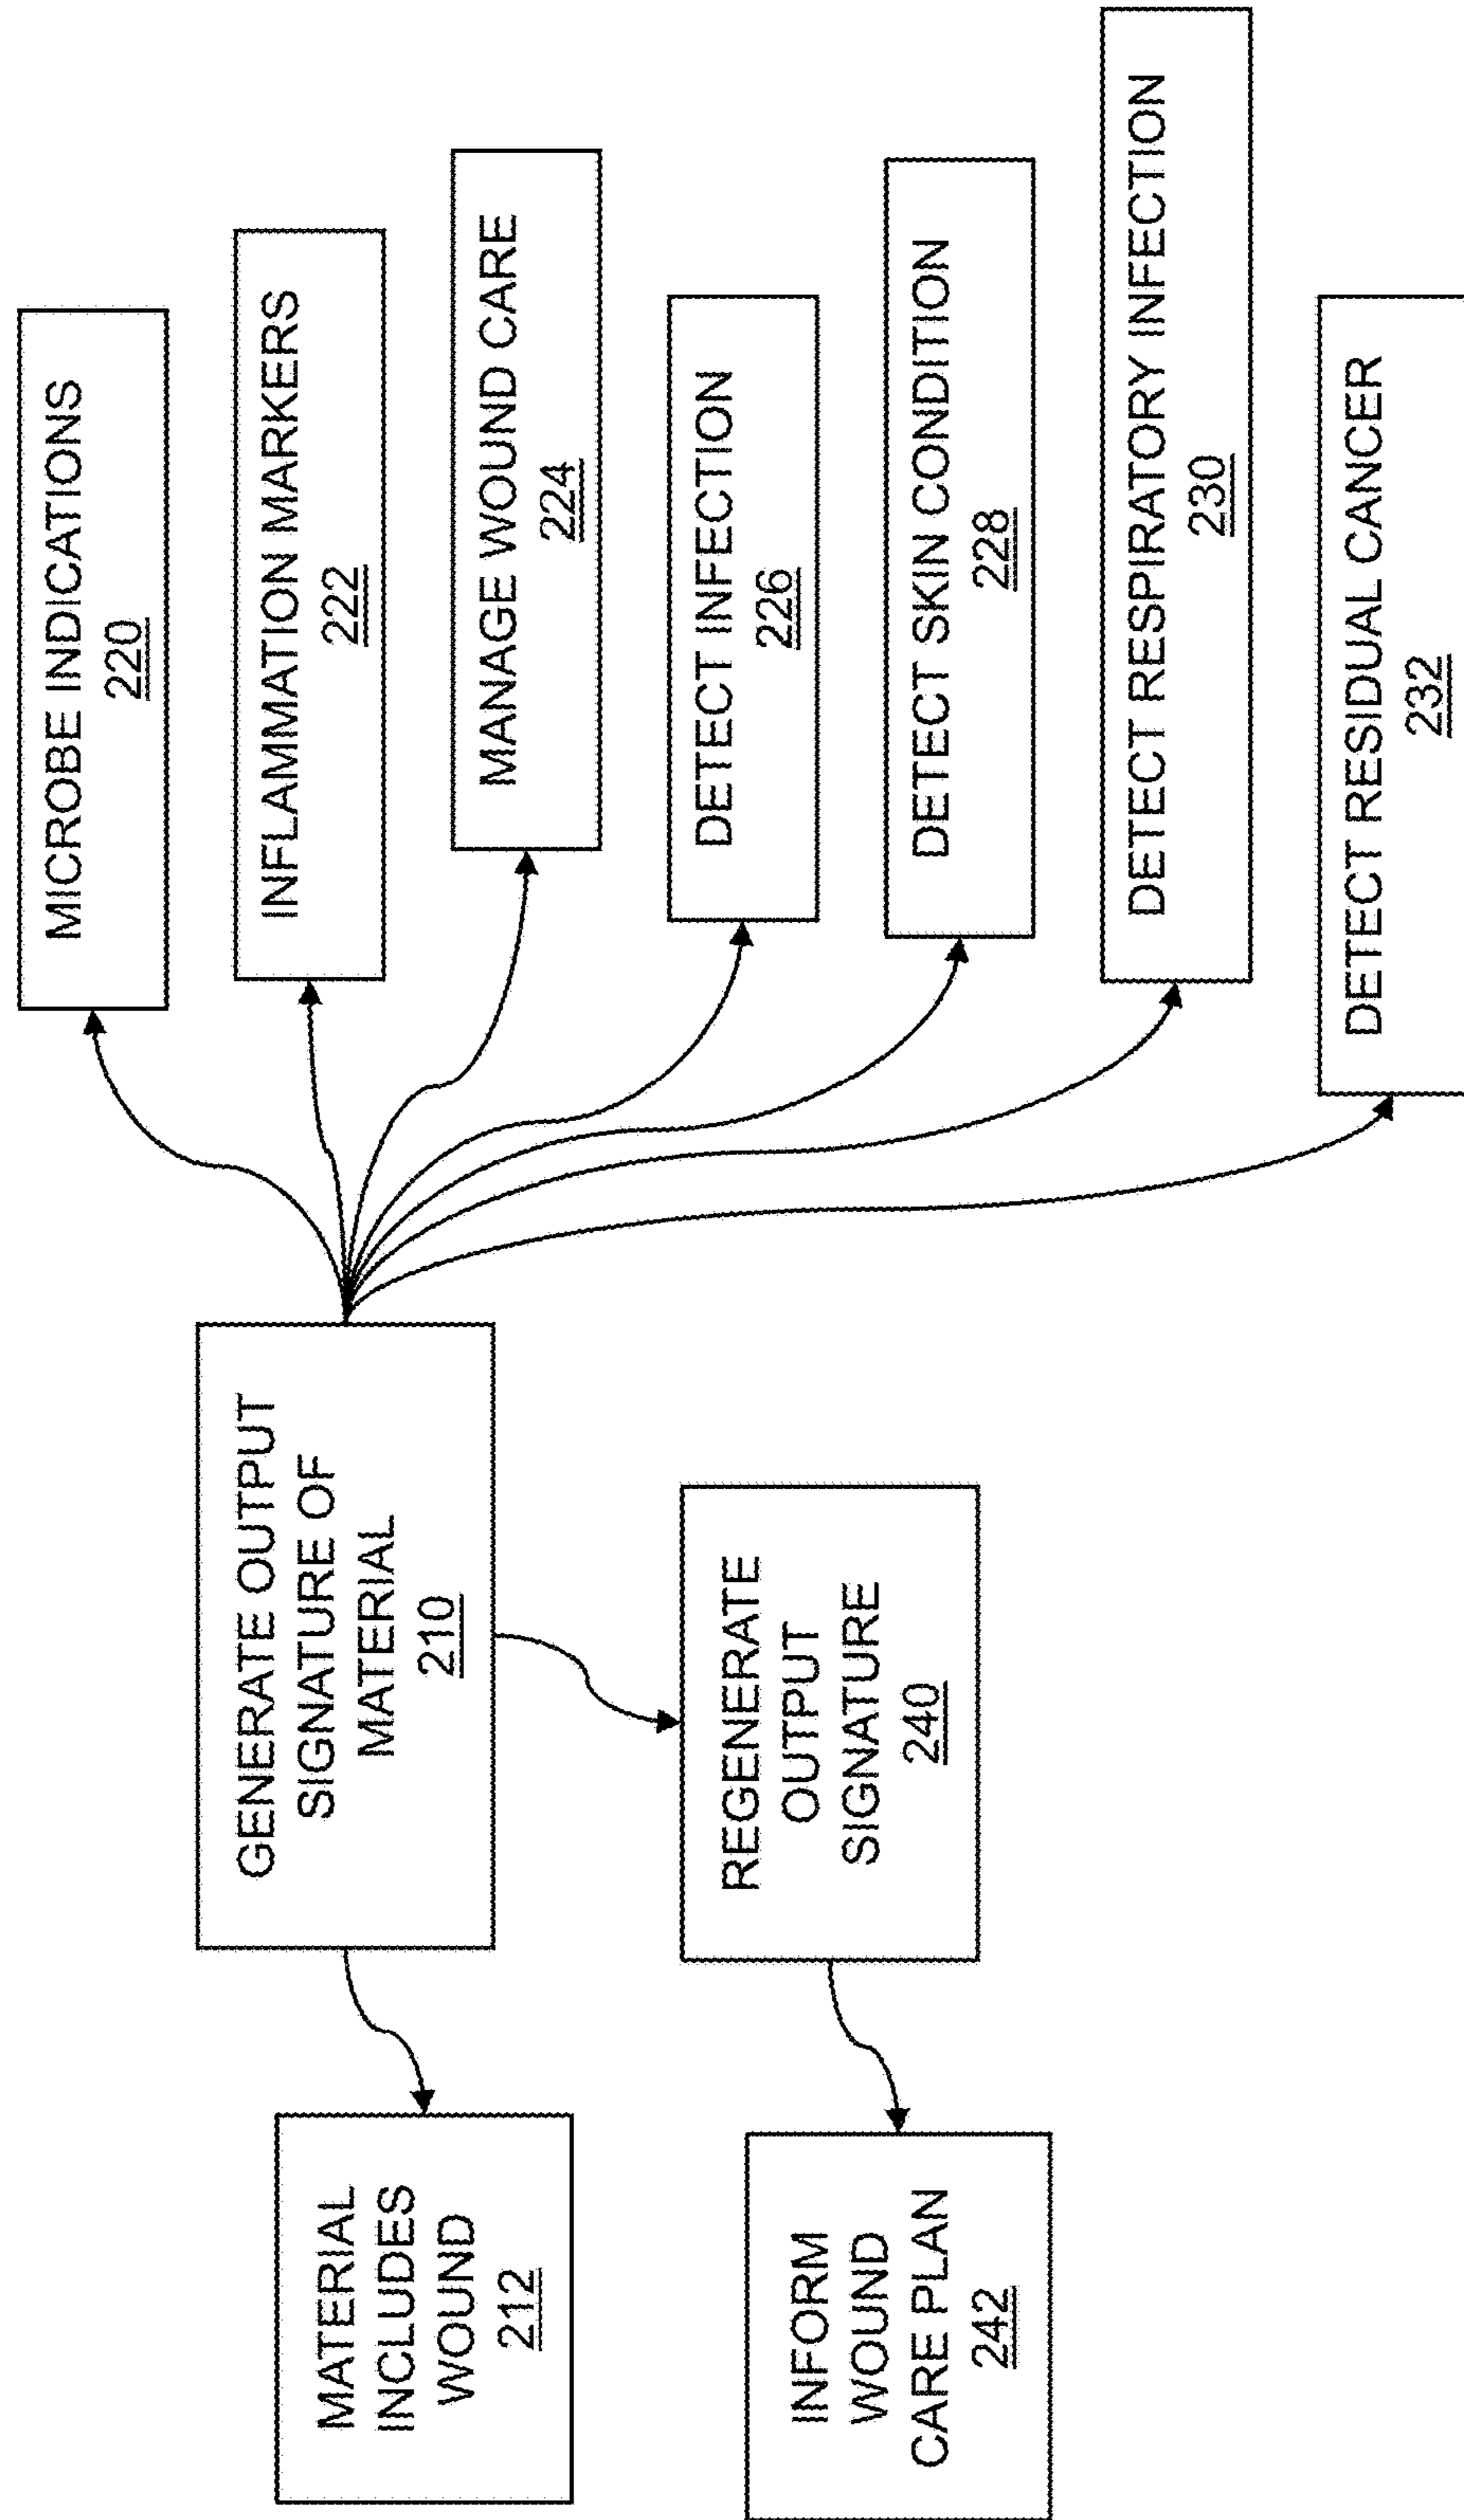 GENERATE OUTPUT
SIGNATURE OF
MATERIAL
210
MATERIAL
INCLUDES
WOUND
212
REGENERATE
OUTPUT
SIGNATURE
240
INFORM
WOUND
CARE PLAN
242
MICROBE INDICATIONS
220
INFLAMMATION MARKERS
222
MANAGE WOUND CARE
224
DETECT INFECTION
226
DETECT SKIN CONDITION
228
DETECT RESPIRATORY INFECTION
230
DETECT RESIDUAL CANCER
232